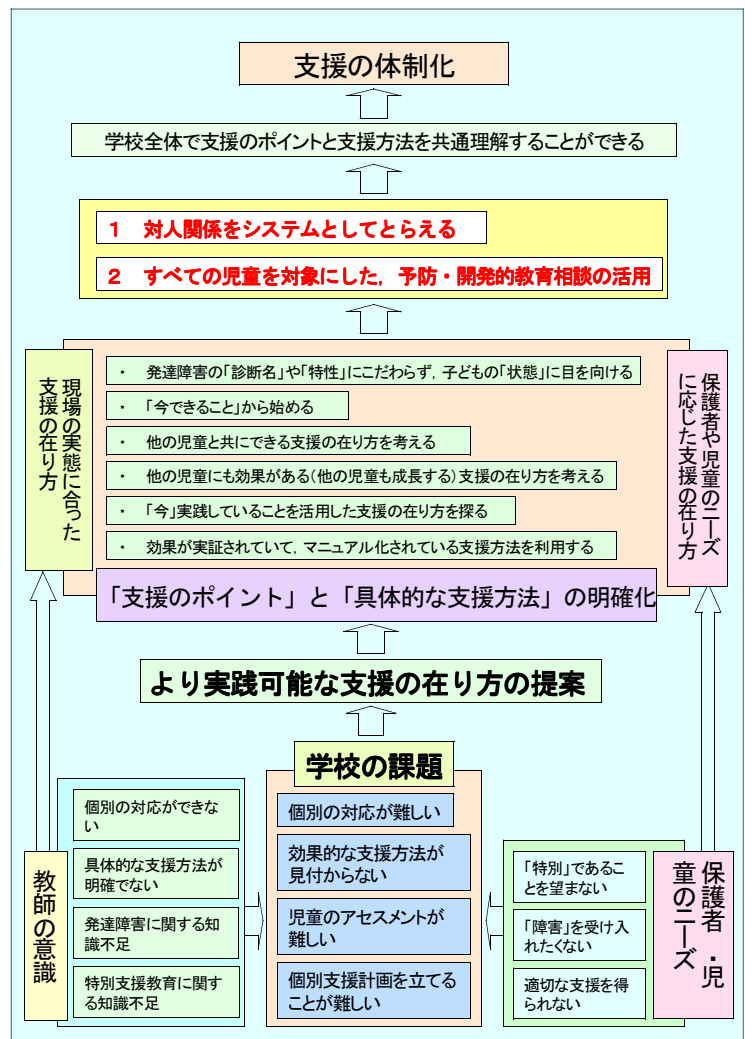 支援の体制化
学校全体で支援のポイントと支援方法を共通理解することができる
１　対人関係をシステムとしてとらえる
２　すべての児童を対象にした，予防・開発的教育相談の活用
現場の実態に合った
支援の在り方
・　発達障害の「診断名」や「特性」にこだわらず，子どもの「状態」に目を向ける
・　「今できること」から始める
・　他の児童と共にできる支援の在り方を考える
・　他の児童にも効果がある（他の児童も成長する）支援の在り方を考える
・　「今」実践していることを活用した支援の在り方を探る
・　効果が実証されていて，マニュアル化されている支援方法を利用する
保護者や児童のニーズ
に応じた支援の在り方
「支援のポイント」と「具体的な支援方法」の明確化
より実践可能な支援の在り方の提案
学校の課題
教師の意識
個別の対応ができな
い
具体的な支援方法が
明確でない
発達障害に関する知
識不足
特別支援教育に関す
る知識不足
個別の対応が難しい
効果的な支援方法が
見付からない
児童のアセスメントが
難しい
個別支援計画を立てる
ことが難しい
「特別」であるこ
とを望まない
「障害」を受け入
れたくない
適切な支援を得
られない
保護者・児
童のニーズ